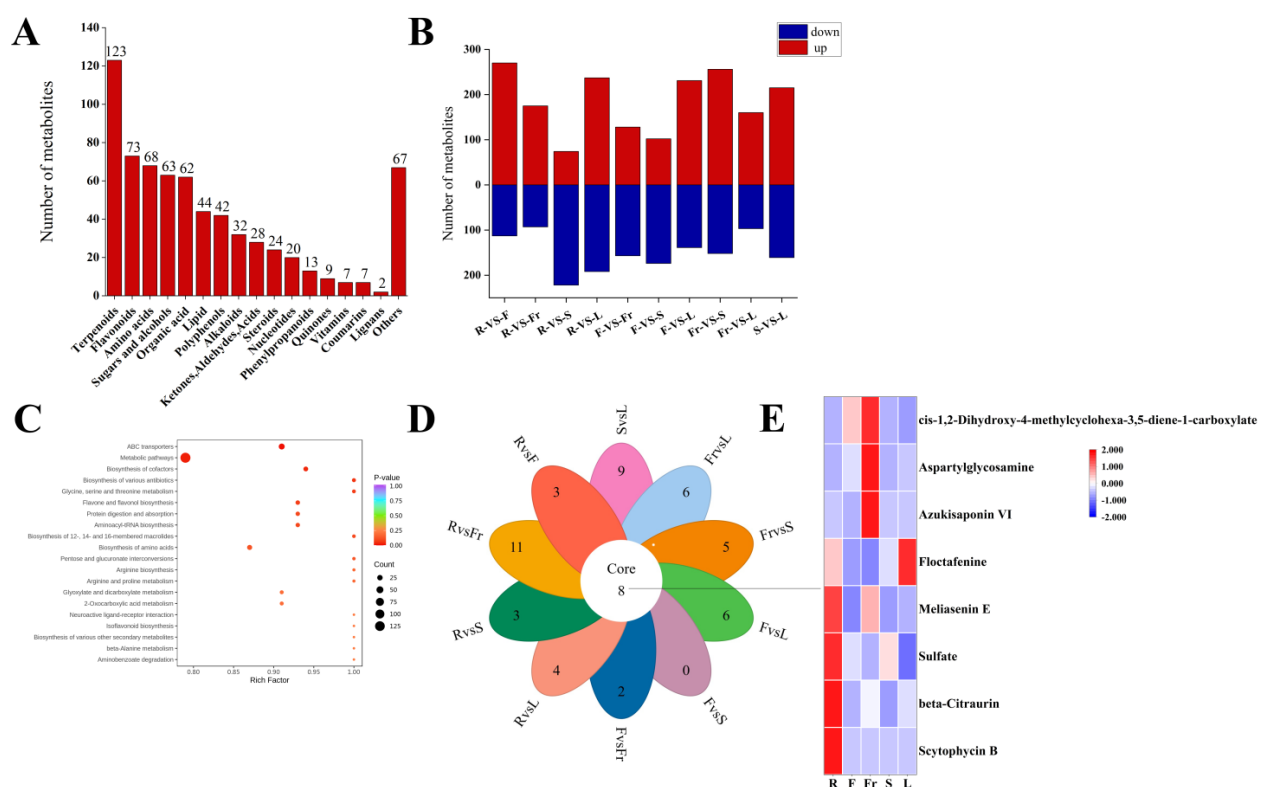 A
Number of metabolites
140
120
100
80
60
40
20
0
123
73
68
63
62
44
42
32
28
24
20
13
9
7
7
2
67
Terpenoids
Flavonoids
Amino acids
Sugars and alcohols
Organic acid
Lipid
Polyphenols
Alkaloids
Ketones,Aldehydes,Acids
Steroids
Nucleotides
Phenylpropanoids
Quinones
Vitamins
Coumarins
Lignans
Others
B
down
up
Number of metabolites
300
200
100
0
100
200
R-VS-F
R-VS-Fr
R-VS-S
R-VS-L
F-VS-Fr
F-VS-S
F-VS-L
Fr-VS-S
Fr-VS-L
S-VS-L
C
ABC transporters
Metabolic pathways
Biosynthesis of cofactors
Biosynthesis of various antibiotics
Glycine, serine and threonine metabolism
Flavone and flavonol biosynthesis
Protein digestion and absorption
Aminoacyl-tRNA biosynthesis
Biosynthesis of 12-, 14- and 16-membered macrolides
Biosynthesis of amino acids
Pentose and glucuronate interconversions
Arginine biosynthesis
Arginine and proline metabolism
Glyoxylate and dicarboxylate metabolism
2-Oxocarboxylic acid metabolism
Neuroactive ligand-receptor interaction
Isoflavonoid biosynthesis
Biosynthesis of various other secondary metabolites
beta-Alanine metabolism
Aminobenzoate degradation
0.80
0.85
0.90
0.95
1.00
Rich Factor
P-value
1.00
0.75
0.50
0.25
0.00
Count
25
50
75
100
125
D
SvsL
9
FrvsL
6
FrvsS
5
FvsL
6
FvsS
0
FvsFr
2
RvsL
4
RvsS
3
RvsFr
11
RvsF
3
Core
8
E
cis-1,2-Dihydroxy-4-methylcyclohexa-3,5-diene-1-carboxylate
Aspartylglycosamine
Azukisaponin VI
Floctafenine
Meliasenin E
Sulfate
beta-Citraurin
Scytophycin B
2.000
1.000
0.000
-1.000
-2.000
R F Fr S L